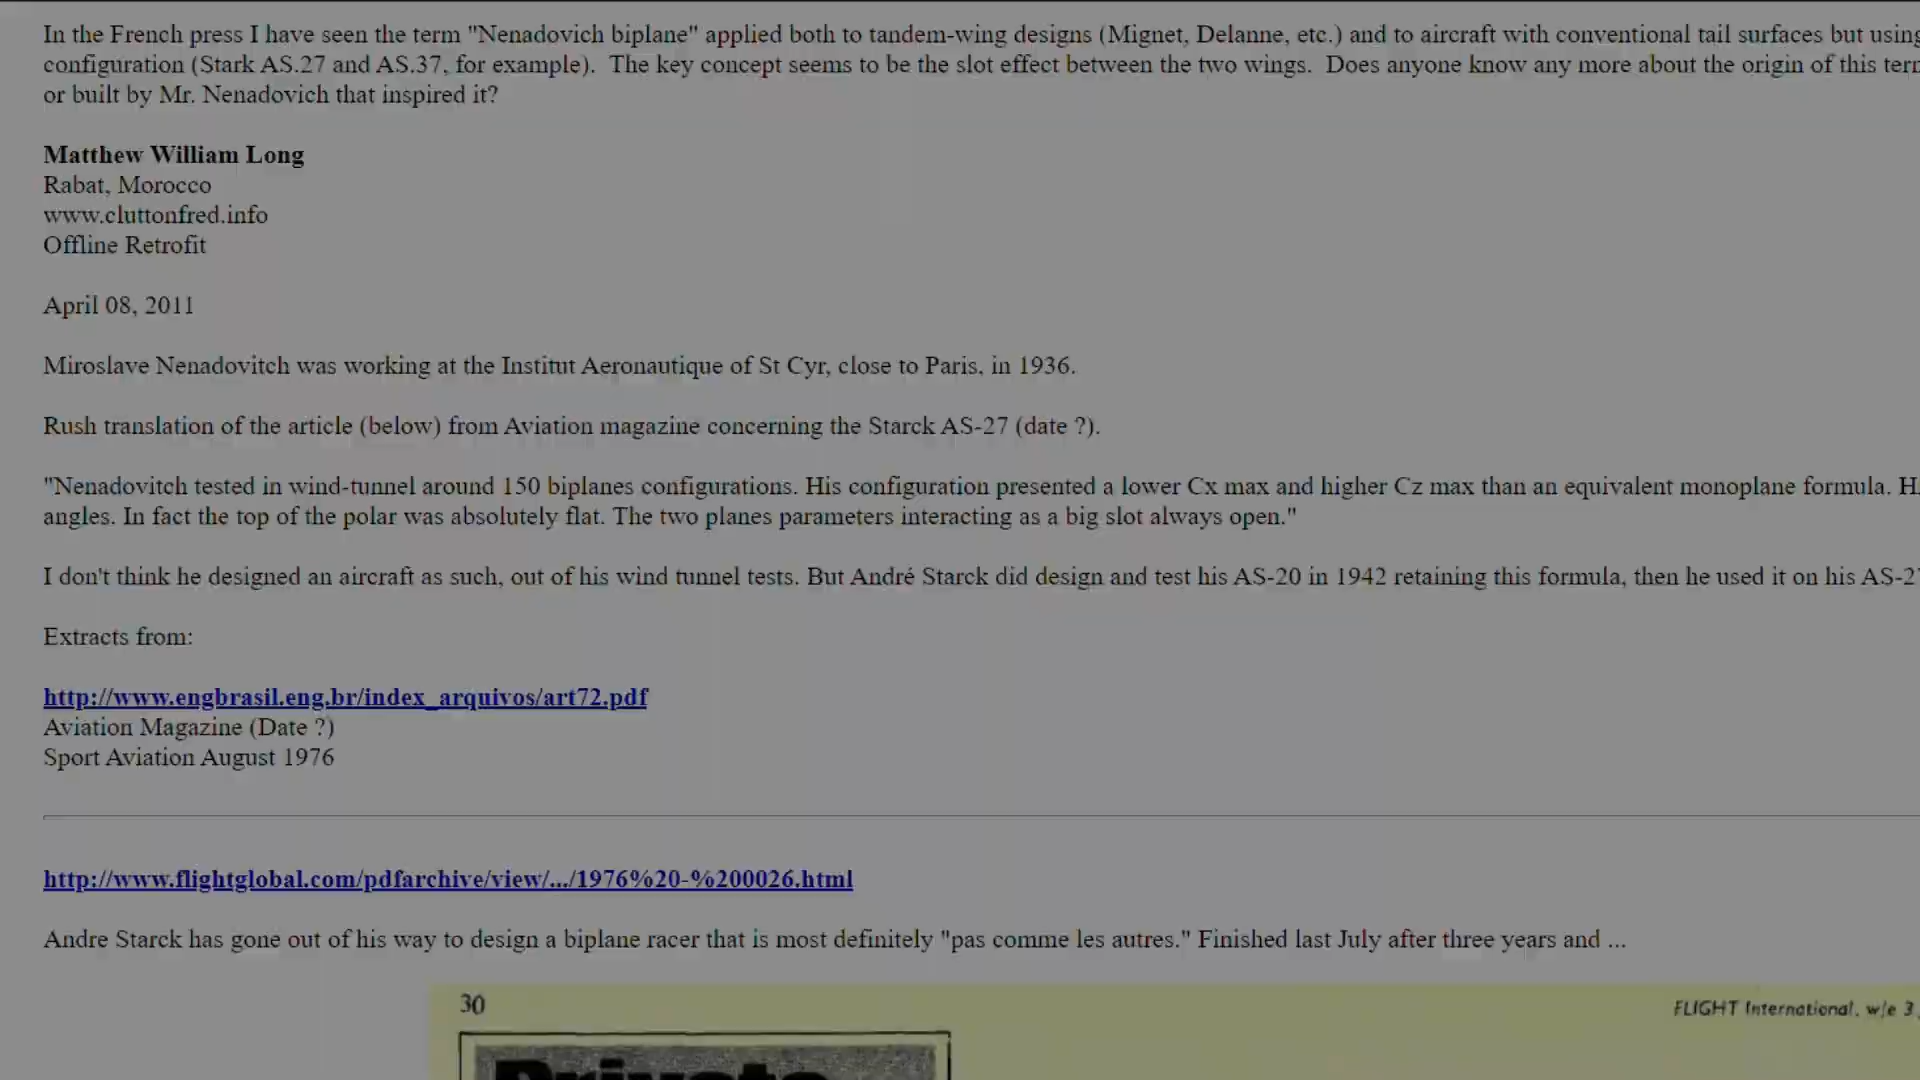 In the French press I have seen the term "Nenadovich biplane" applied both to tandem-wing designs (Mignet, Delanne, etc.) and to aircraft with conventional tail surfaces but using
configuration (Stark AS.27 and AS.37, for example).  The key concept seems to be the slot effect between the two wings.  Does anyone know any more about the origin of this
or built by Mr. Nenadovich that inspired it?
Matthew William Long
Rabat, Morocco
www.cluttonfred.info
Offline Retrofit
April 08, 2011
Miroslave Nenadovitch was working at the Institut Aeronautique of St Cyr, close to Paris, in 1936.
Rush translation of the article (below) from Aviation magazine concerning the Starck AS-27 (date ?).
"Nenadovitch tested in wind-tunnel around 150 biplanes configurations. His configuration presented a lower Cx max and higher Cz max than an equivalent monoplane formula.
angles. In fact the top of the polar was absolutely flat. The two planes parameters interacting as a big slot always open."
I don't think he designed an aircraft as such, out of his wind tunnel tests. But André Starck did design and test his AS-20 in 1942 retaining this formula, then he used it on his
Extracts from:
http://www.engbrasil.eng.br/index_arquivos/art72.pdf
Aviation Magazine (Date ?)
Sport Aviation August 1976
http://www.flightglobal.com/pdfarchive/view/.../1976%20-%200026.html
Andre Starck has gone out of his way to design a biplane racer that is most definitely "pas comme les autres." Finished last July after three years and ...
30
FLIGHT International, w/e 3
Private